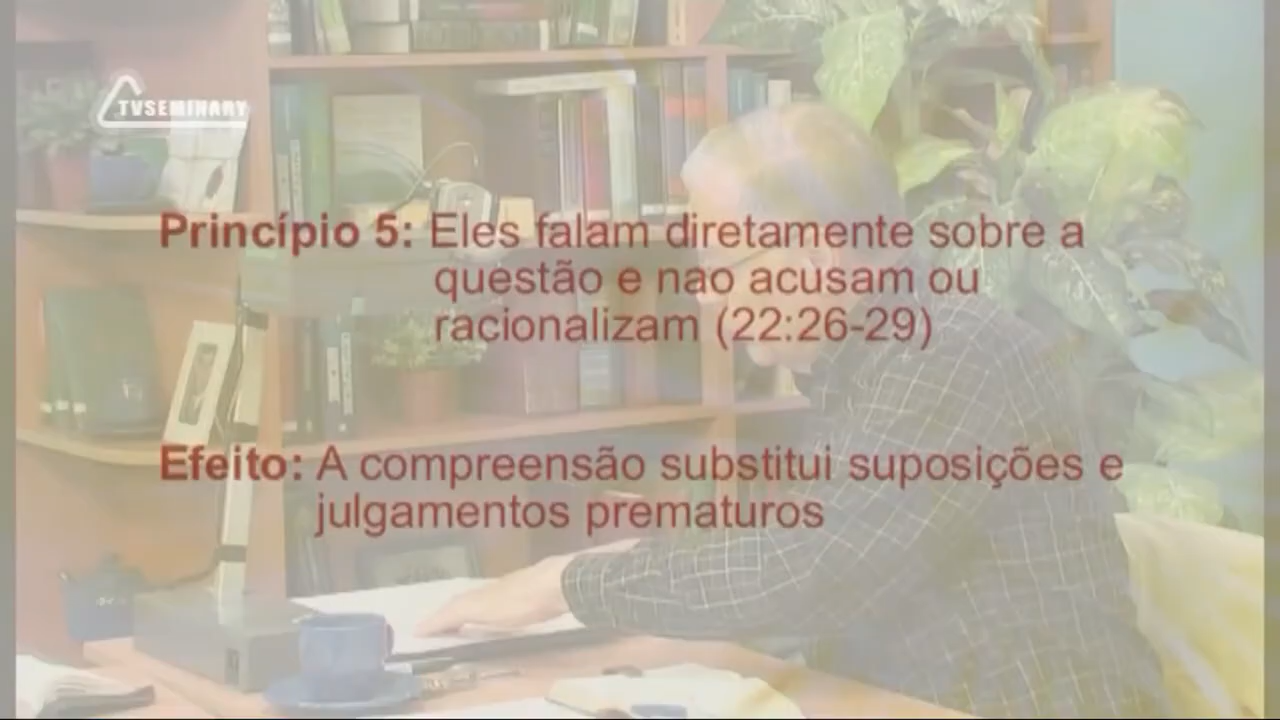 TVSEMINARY
Princípio 5: Eles falam diretamente sobre a
questão e nao acusam ou
racionalizam (22:26-29)
Efeito: A compreensão substitui suposições e
julgamentos prematuros